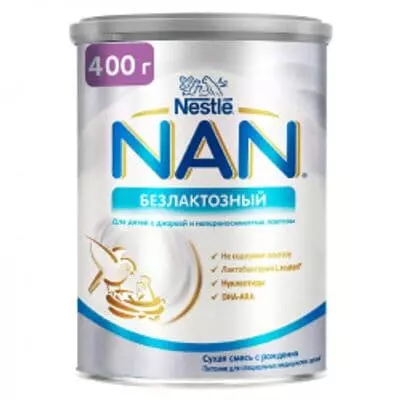 400 г
Nestlé
NAN
БЕЗЛАКТОЗНЫЙ
Для детей с диареей и непереносимостью лактозы
Не содержит лактозу
Лактобактерии L.reuteri
Нуклеотиды
DHA-ARA
Сухая смесь с рождения
Питание для специальных медицинских целей